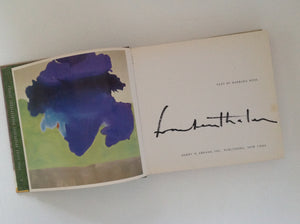 TEXT BY BARBARA ROSE
frankenthaler
HARRY N. ABRAMS, INC. PUBLISHERS, NEW YORK